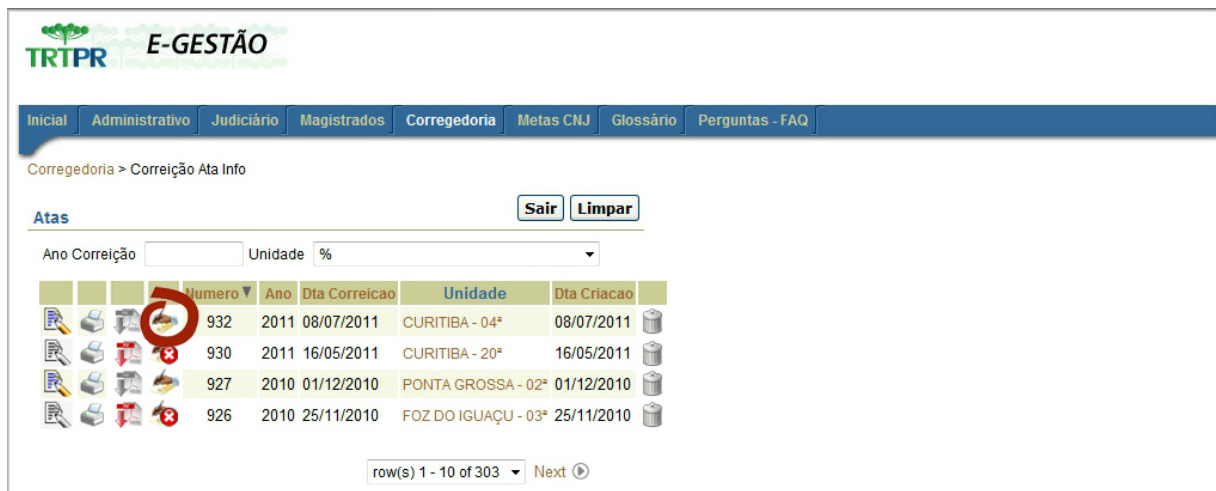 TRTPR
E-GESTÃO
Inicial Administrativo Judiciário Magistrados Corregedoria Metas CNJ Glossário Perguntas - FAQ
Corregedoria > Correição Ata Info
Atas Sair Limpar
Ano Correição Unidade %
Numero Ano Dta Correicao Unidade Dta Criacao
932 2011 08/07/2011 CURITIBA - 04ª 08/07/2011
930 2011 16/05/2011 CURITIBA - 20ª 16/05/2011
927 2010 01/12/2010 PONTA GROSSA - 02ª 01/12/2010
926 2010 25/11/2010 FOZ DO IGUAÇU - 03ª 25/11/2010
row(s) 1 - 10 of 303 Next